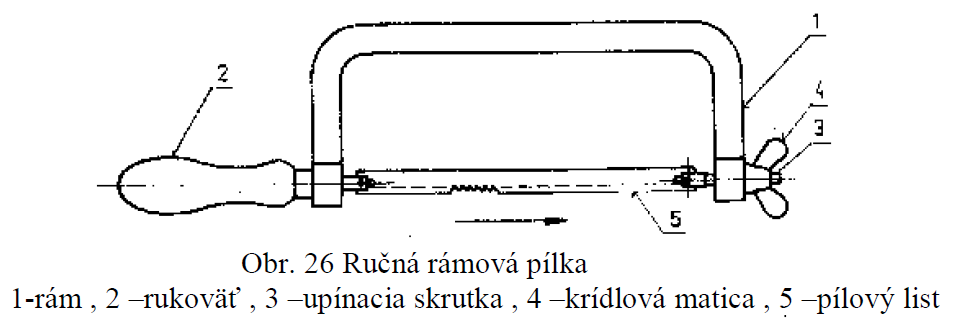 1
2
4
3
5
Obr. 26 Ručná rámová pílka
1-rám , 2 –rukoväť , 3 –upínacia skrutka , 4 –krídlová matica , 5 –pílový list